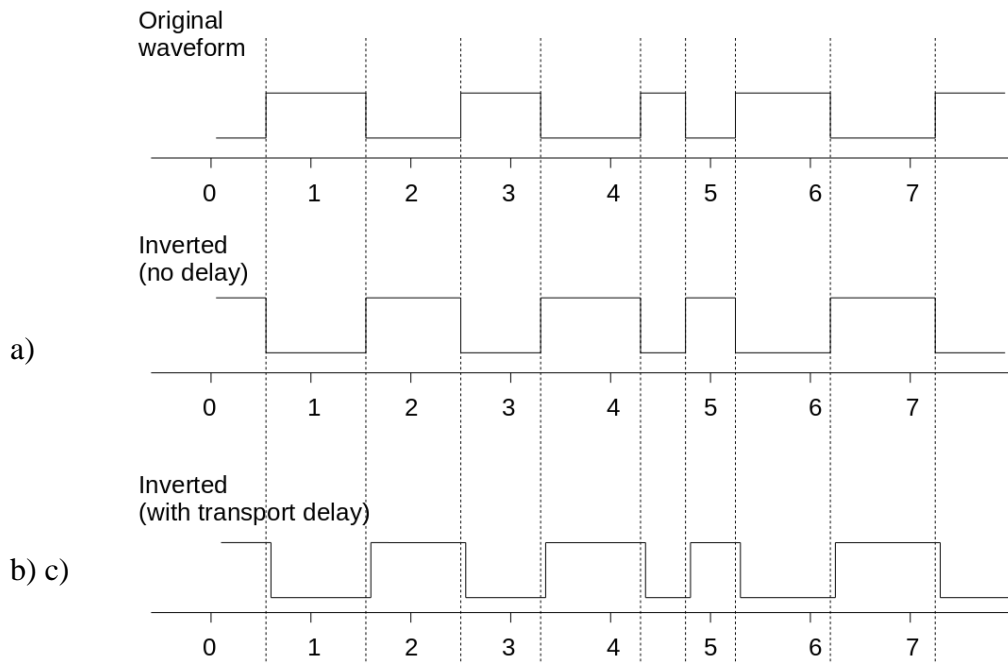 Original
waveform
0 1 2 3 4 5 6 7
Inverted
(no delay)
a)
0 1 2 3 4 5 6 7
Inverted
(with transport delay)
b) c)
0 1 2 3 4 5 6 7